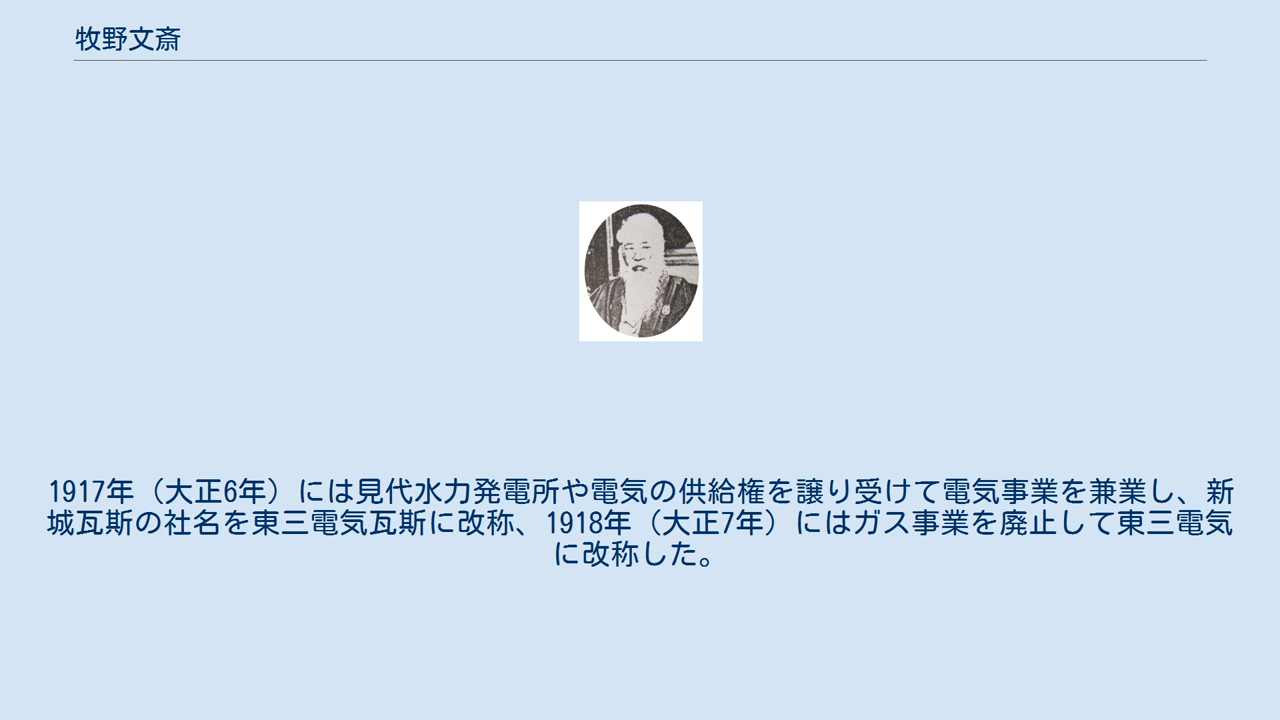 牧野文斎
1917年（大正6年）には見代水力発電所や電気の供給権を譲り受けて電気事業を兼業し、新
城瓦斯の社名を東三電気瓦斯に改称、1918年（大正7年）にはガス事業を廃止して東三電気
に改称した。